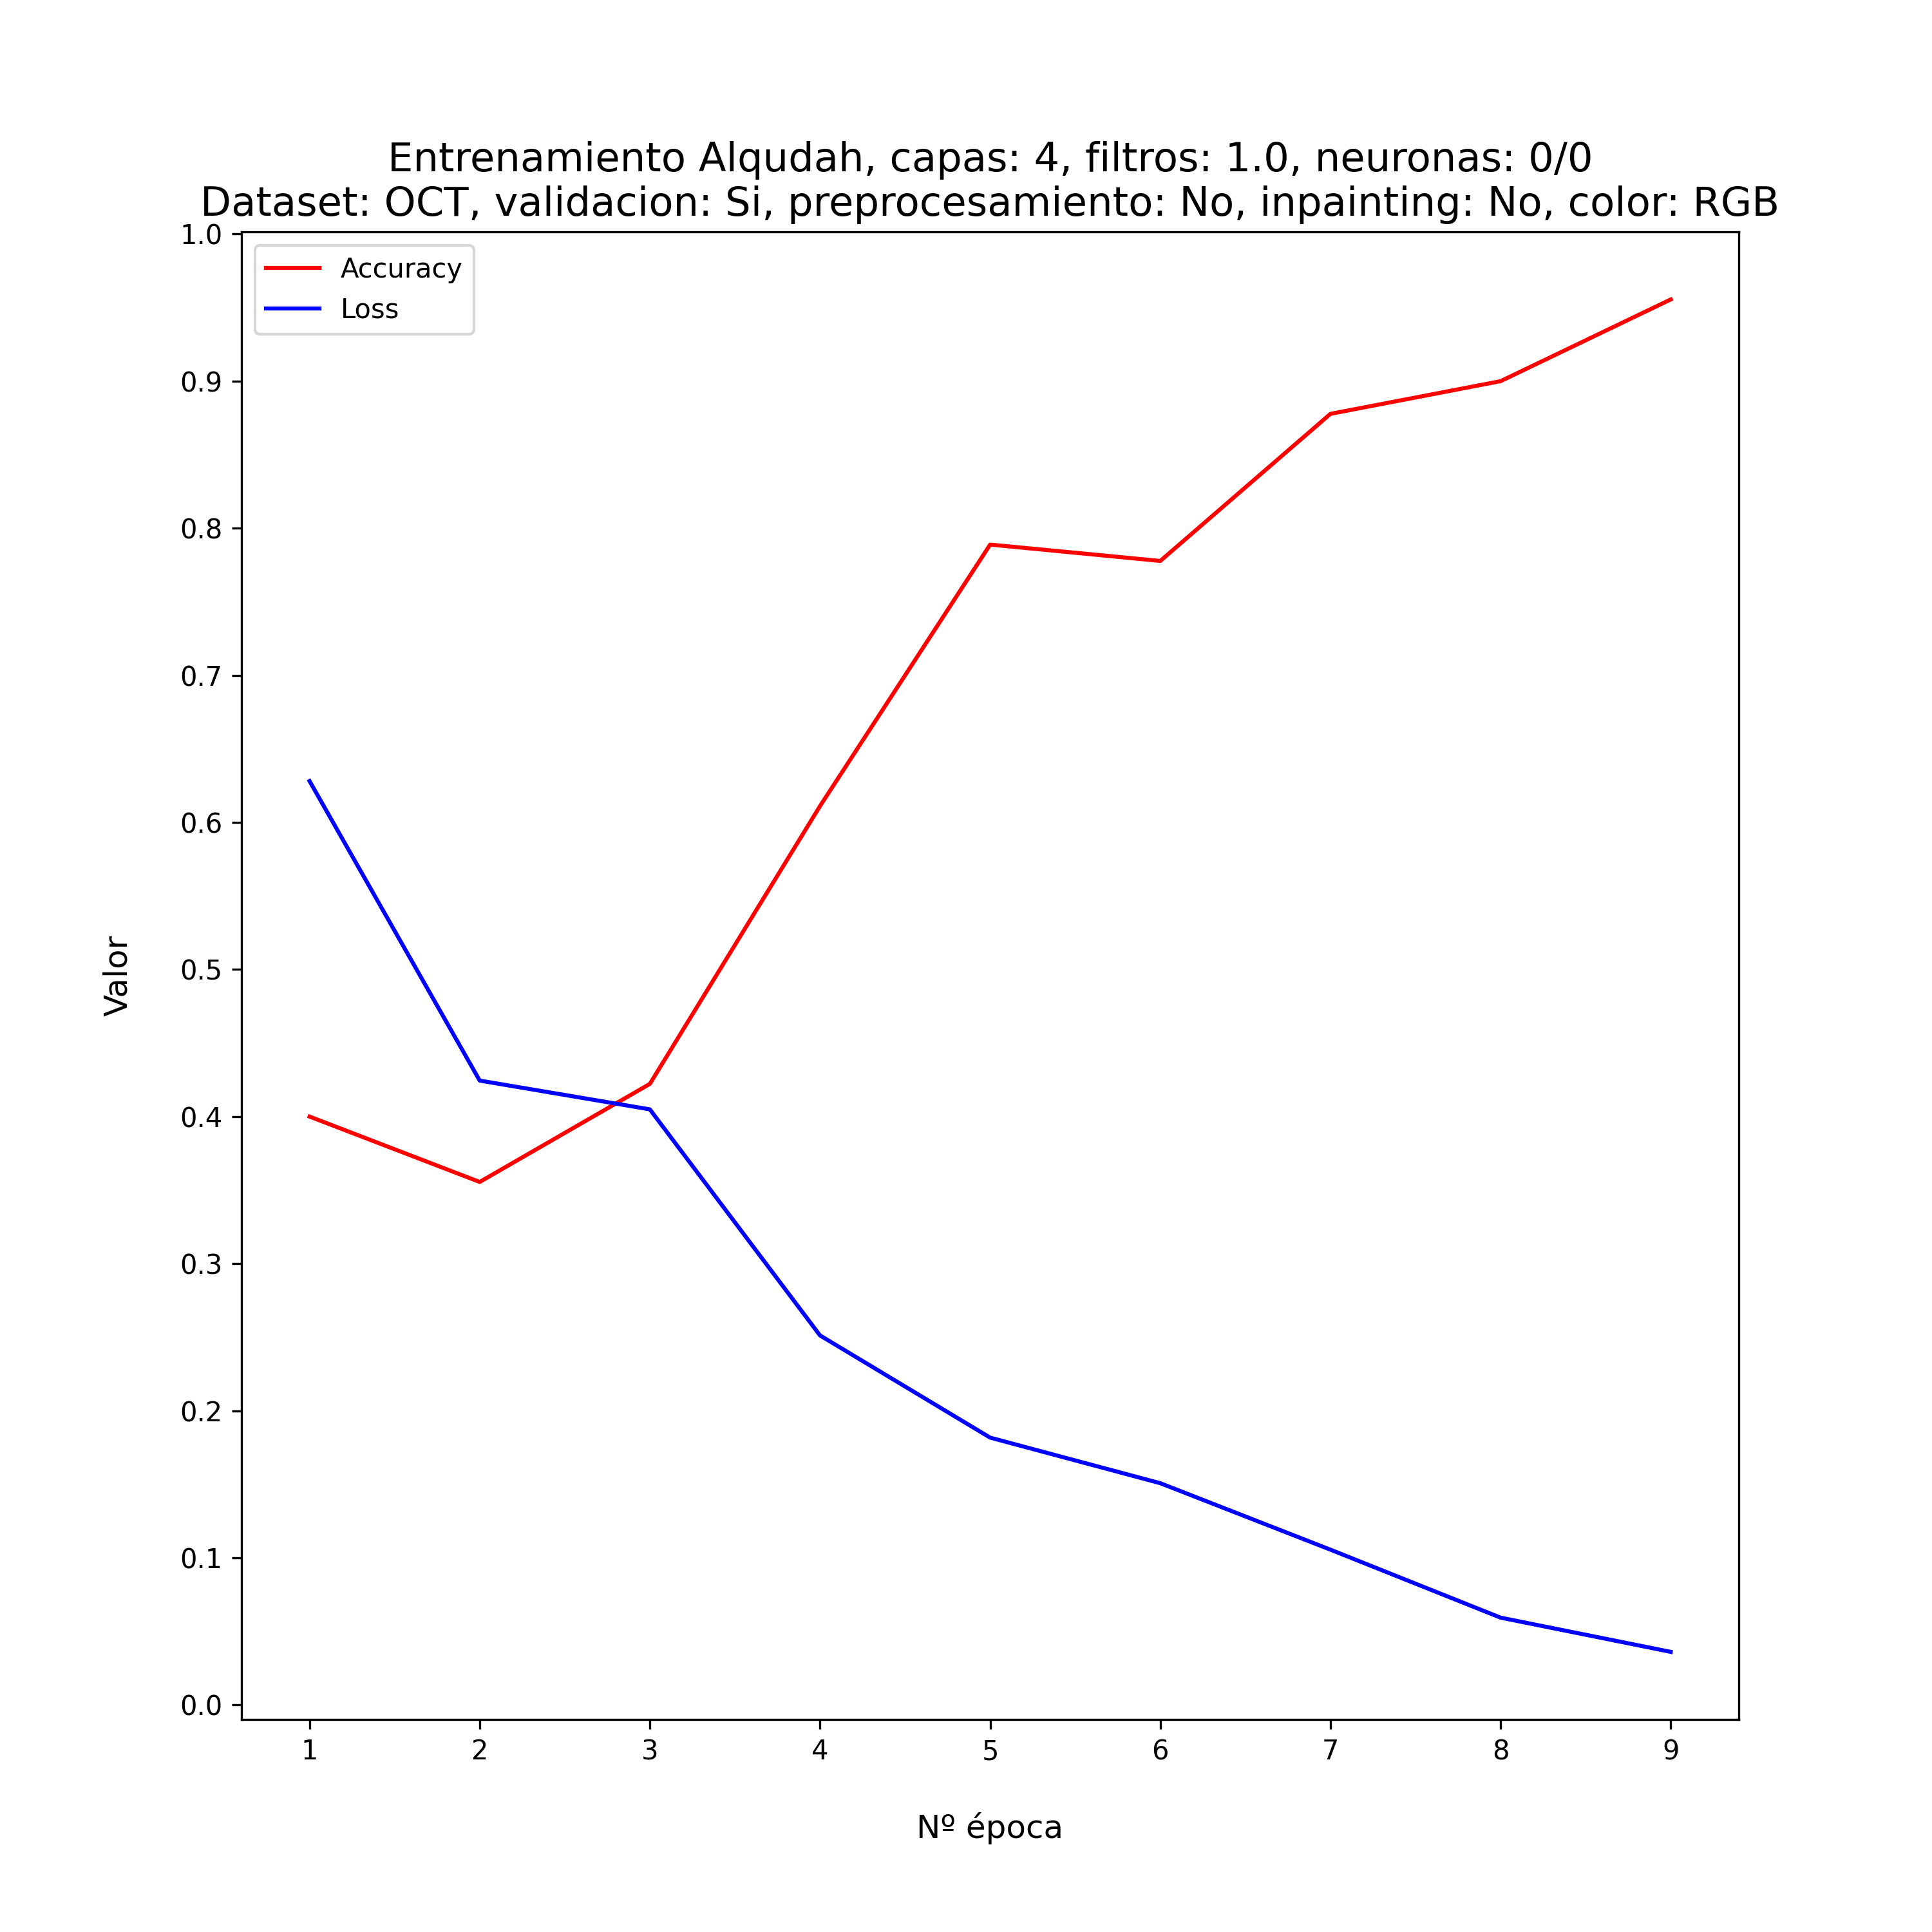 Entrenamiento Alqudah, capas: 4, filtros: 1.0, neuronas: 0/0
Dataset: OCT, validacion: Si, preprocesamiento: No, inpainting: No, color: RGB
Accuracy
Loss
1.0
0.9
0.8
0.7
0.6
0.5
0.4
0.3
0.2
0.1
0.0
Valor
1 2 3 4 5 6 7 8 9
Nº época